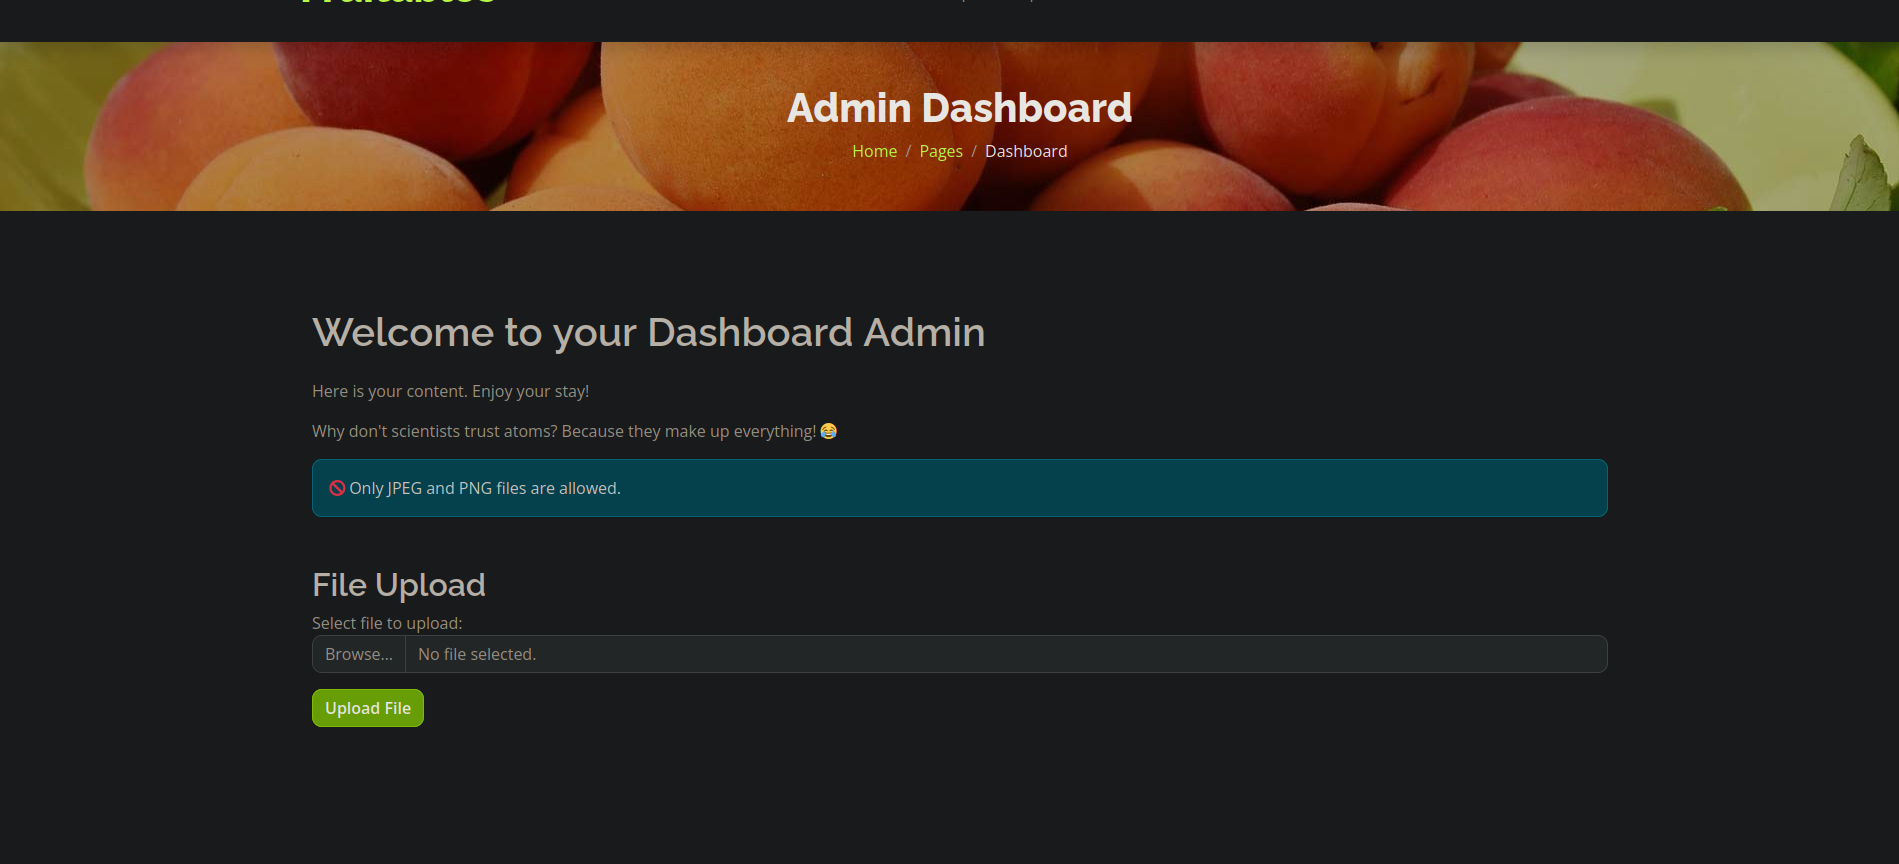 Admin Dashboard
Home / Pages / Dashboard
Welcome to your Dashboard Admin
Here is your content. Enjoy your stay!
Why don't scientists trust atoms? Because they make up everything! 😂
🚫 Only JPEG and PNG files are allowed.
File Upload
Select file to upload:
Browse... No file selected.
Upload File